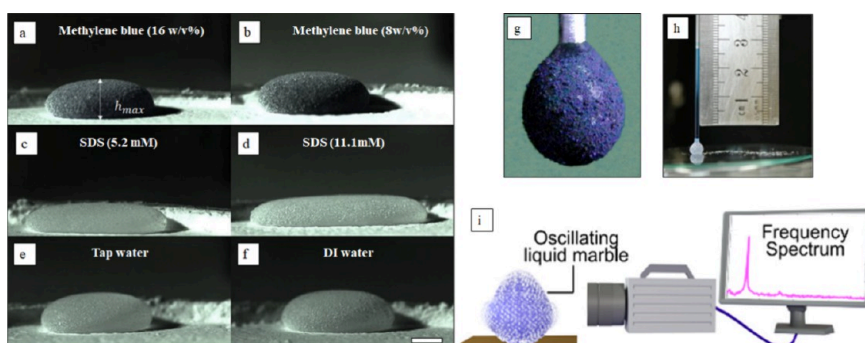 a
Methylene blue (16 w/v%)
h_max
b
Methylene blue (8w/v%)
c
SDS (5.2 mM)
d
SDS (11.1mM)
e
Tap water
f
DI water
g
h
i
Oscillating
liquid marble
Frequency
Spectrum